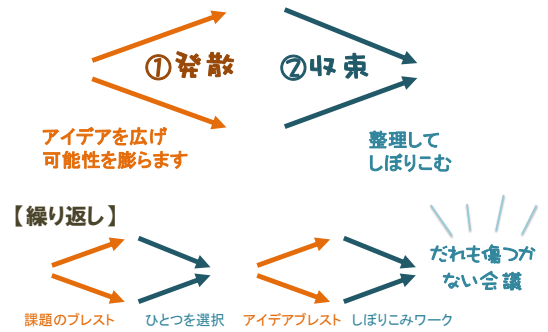 ①発散
②収束
アイデアを広げ
可能性を膨らます
整理して
しぼりこむ
【繰り返し】
だれも傷つか
ない会議
課題のブレスト
ひとつを選択
アイデアブレスト
しぼりこみワーク